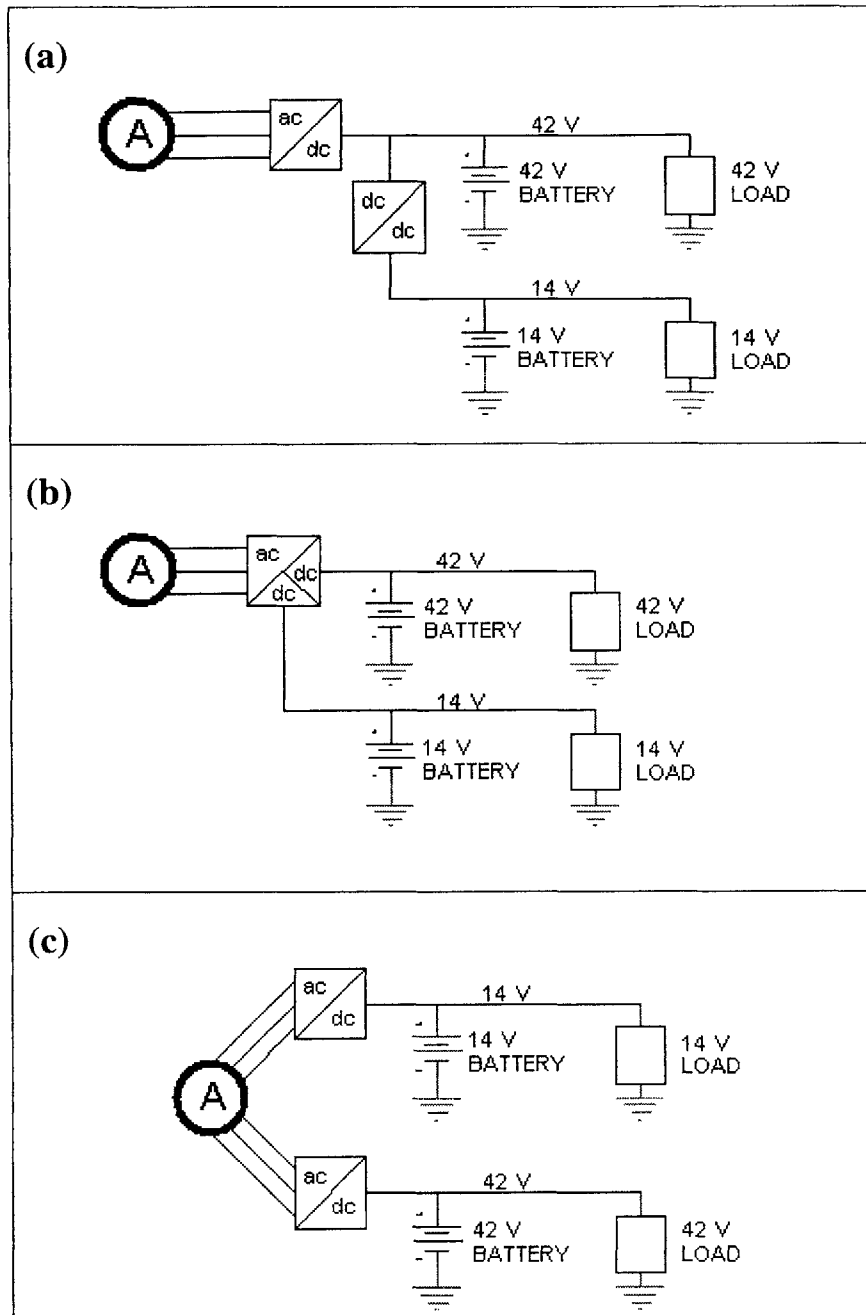 (a)
A
ac
dc
42 V
42 V
BATTERY
42 V
LOAD
dc
dc
14 V
14 V
BATTERY
14 V
LOAD
(b)
A
ac
dc
dc
42 V
42 V
BATTERY
42 V
LOAD
14 V
14 V
BATTERY
14 V
LOAD
(c)
ac
dc
14 V
14 V
BATTERY
14 V
LOAD
A
ac
dc
42 V
42 V
BATTERY
42 V
LOAD